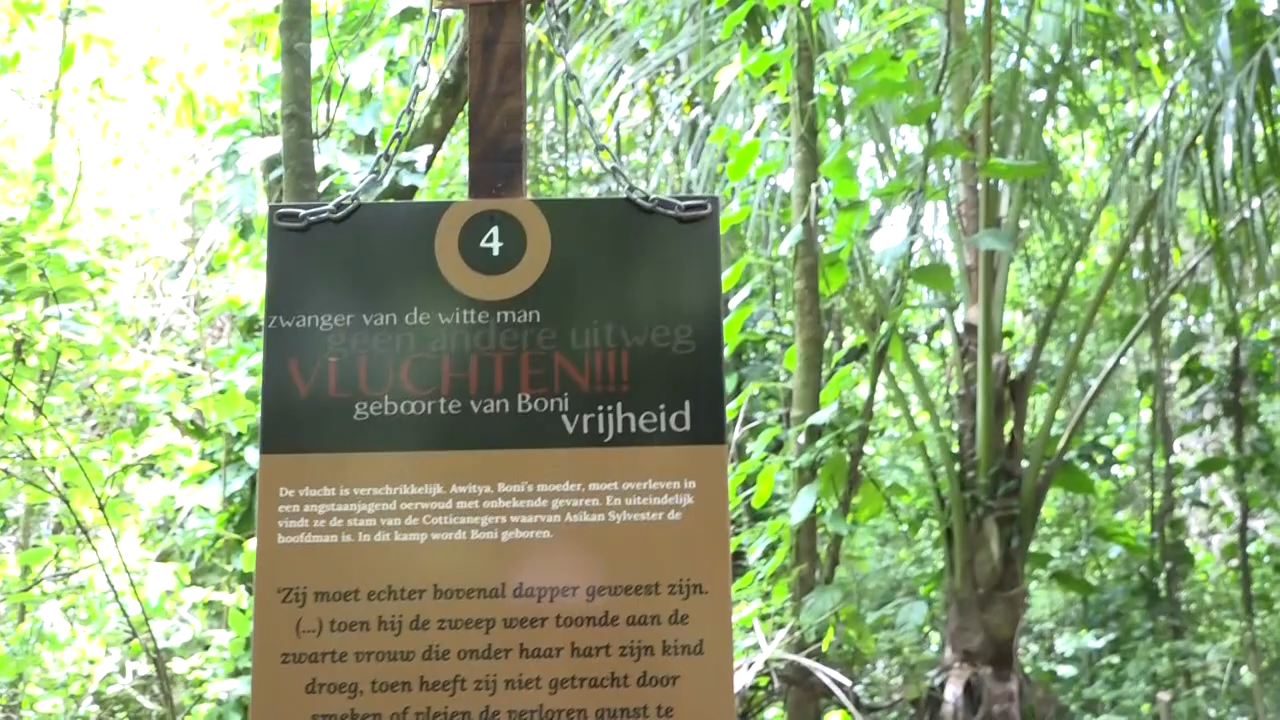 4
zwanger van de witte man
geen andere uitweg
VLUCHTEN!!!
geboorte van Boni
vrijheid
De vlucht is verschrikkelijk. Awitya, Boni's moeder, moet overleven in
een angstaanjagend oerwoud met onbekende gevaren. En uiteindelijk
vindt ze de stam van de Cotticanegers waarvan Asikan Sylvester de
hoofdman is. In dit kamp wordt Boni geboren.
'Zij moet echter bovenal dapper geweest zijn.
(...) toen hij de zweep weer toonde aan de
zwarte vrouw die onder haar hart zijn kind
droeg, toen heeft zij niet getracht door
smeken of pleien de verloren gunst te